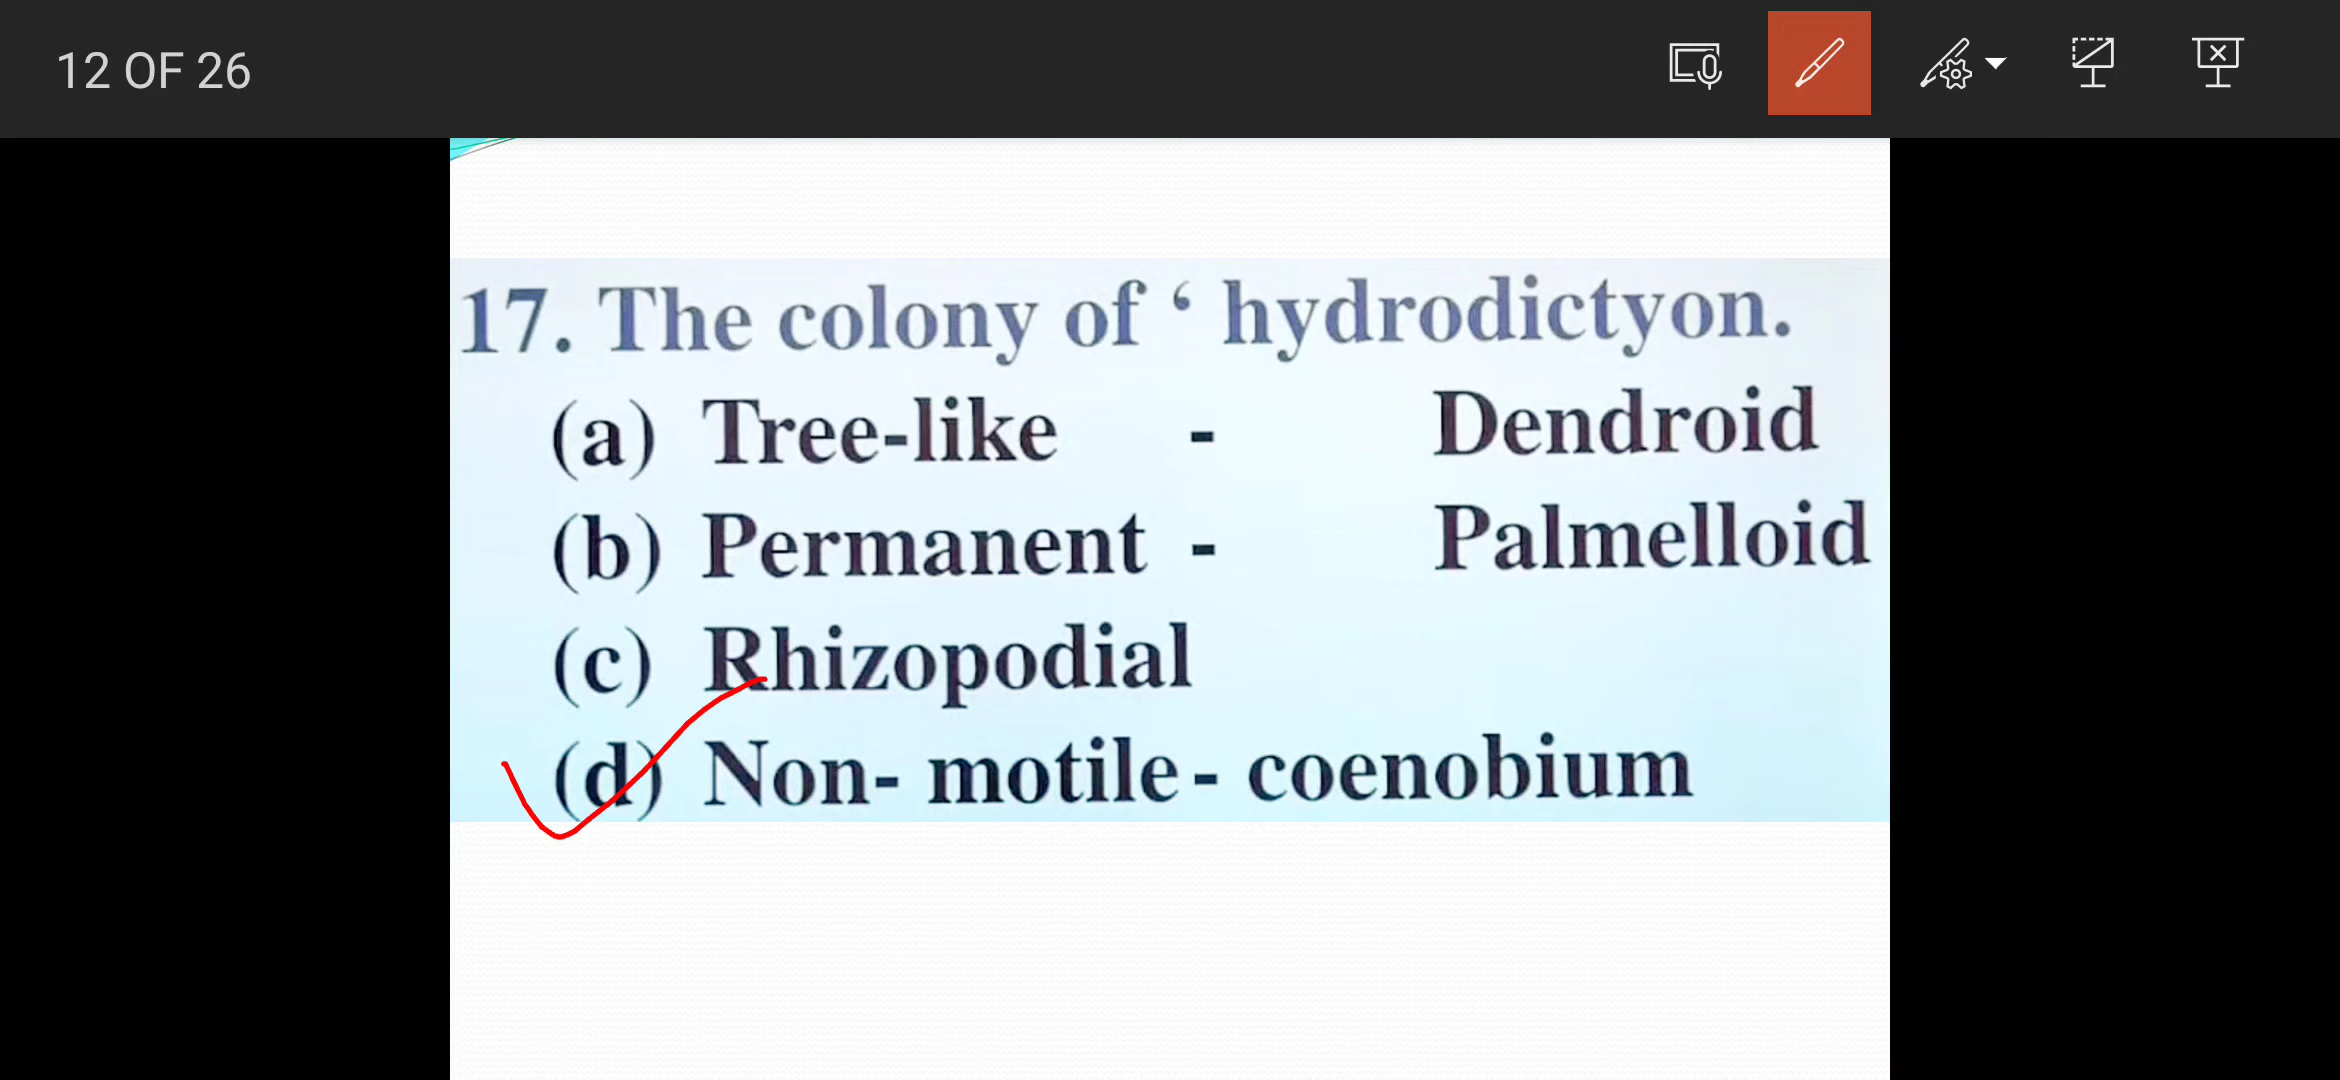 12 OF 26
17. The colony of ‘ hydrodictyon.
(a) Tree-like - Dendroid
(b) Permanent - Palmelloid
(c) Rhizopodial
(d) Non- motile - coenobium